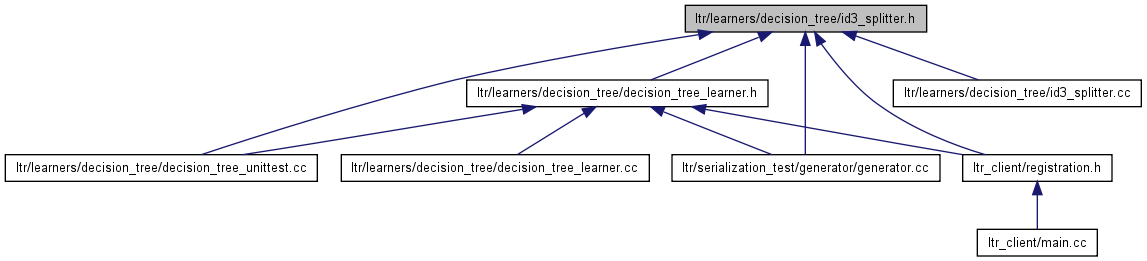 ltr/learners/decision_tree/id3_splitter.h
ltr/learners/decision_tree/decision_tree_learner.h
ltr/learners/decision_tree/id3_splitter.cc
ltr/learners/decision_tree/decision_tree_unittest.cc
ltr/learners/decision_tree/decision_tree_learner.cc
ltr/serialization_test/generator/generator.cc
ltr_client/registration.h
ltr_client/main.cc